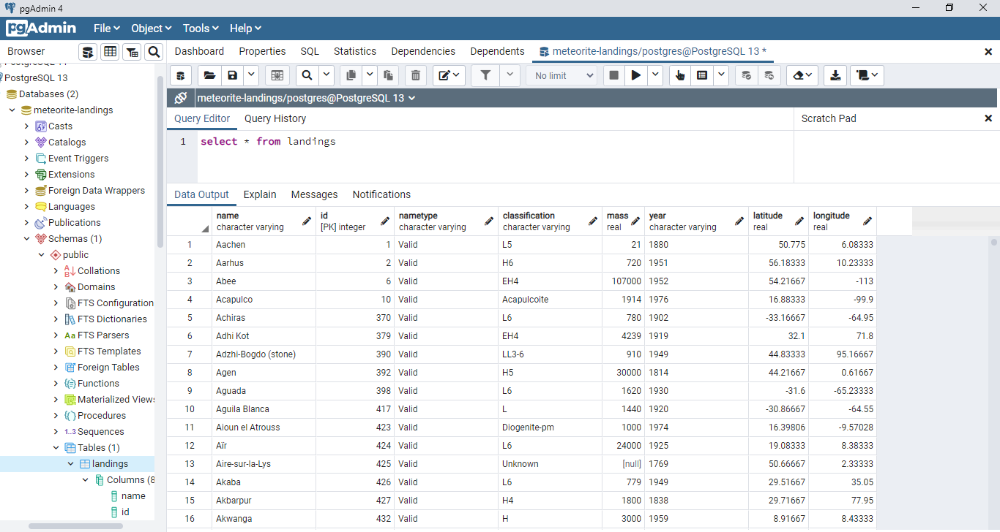 pgAdmin 4
pgAdmin File Object Tools Help
Browser
Dashboard Properties SQL Statistics Dependencies Dependents meteorite-landings/postgres@PostgreSQL 13 *
PostgreSQL 13
Databases (2)
meteorite-landings
Casts
Catalogs
Event Triggers
Extensions
Foreign Data Wrappers
Languages
Publications
Schemas (1)
public
Collations
Domains
FTS Configuration
FTS Dictionaries
Aa FTS Parsers
FTS Templates
Foreign Tables
Functions
Materialized Views
Procedures
1..3 Sequences
Tables (1)
landings
Columns (8
name
id
No limit
meteorite-landings/postgres@PostgreSQL 13
Query Editor Query History
Scratch Pad
1 select * from landings
Data Output Explain Messages Notifications
name id nametype classification mass year latitude longitude
character varying [PK] integer character varying character varying real character varying real real
1 Aachen 1 Valid L5 21 1880 50.775 6.08333
2 Aarhus 2 Valid H6 720 1951 56.18333 10.23333
3 Abee 6 Valid EH4 107000 1952 54.21667 -113
4 Acapulco 10 Valid Acapulcoite 1914 1976 16.88333 -99.9
5 Achiras 370 Valid L6 780 1902 -33.16667 -64.95
6 Adhi Kot 379 Valid EH4 4239 1919 32.1 71.8
7 Adzhi-Bogdo (stone) 390 Valid LL3-6 910 1949 44.83333 95.16667
8 Agen 392 Valid H5 30000 1814 44.21667 0.61667
9 Aguada 398 Valid L6 1620 1930 -31.6 -65.23333
10 Aguila Blanca 417 Valid L 1440 1920 -30.86667 -64.55
11 Aioun el Atrouss 423 Valid Diogenite-pm 1000 1974 16.39806 -9.57028
12 Aïr 424 Valid L6 24000 1925 19.08333 8.38333
13 Aire-sur-la-Lys 425 Valid Unknown [null] 1769 50.66667 2.33333
14 Akaba 426 Valid L6 779 1949 29.51667 35.05
15 Akbarpur 427 Valid H4 1800 1838 29.71667 77.95
16 Akwanga 432 Valid H 3000 1959 8.91667 8.43333